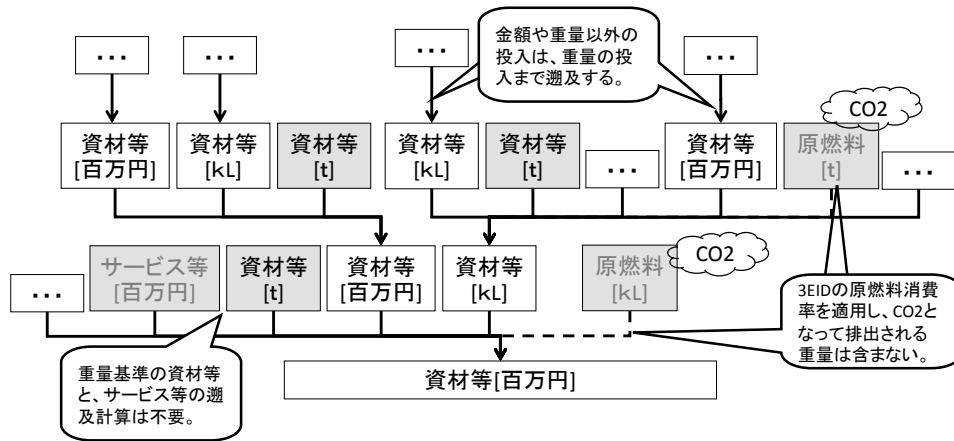 ...
...
...
...
金額や重量以外の
投入は、重量の投
入まで遡及する。
CO2
資材等
[百万円]
資材等
[kL]
資材等
[t]
資材等
[kL]
資材等
[t]
...
資材等
[百万円]
原燃料
[t]
...
...
サービス等
[百万円]
資材等
[t]
資材等
[百万円]
資材等
[kL]
原燃料
[kL]
CO2
3EIDの原燃料消費
率を適用し、CO2と
なって排出される
重量は含まない。
重量基準の資材等
と、サービス等の遡
及計算は不要。
資材等[百万円]